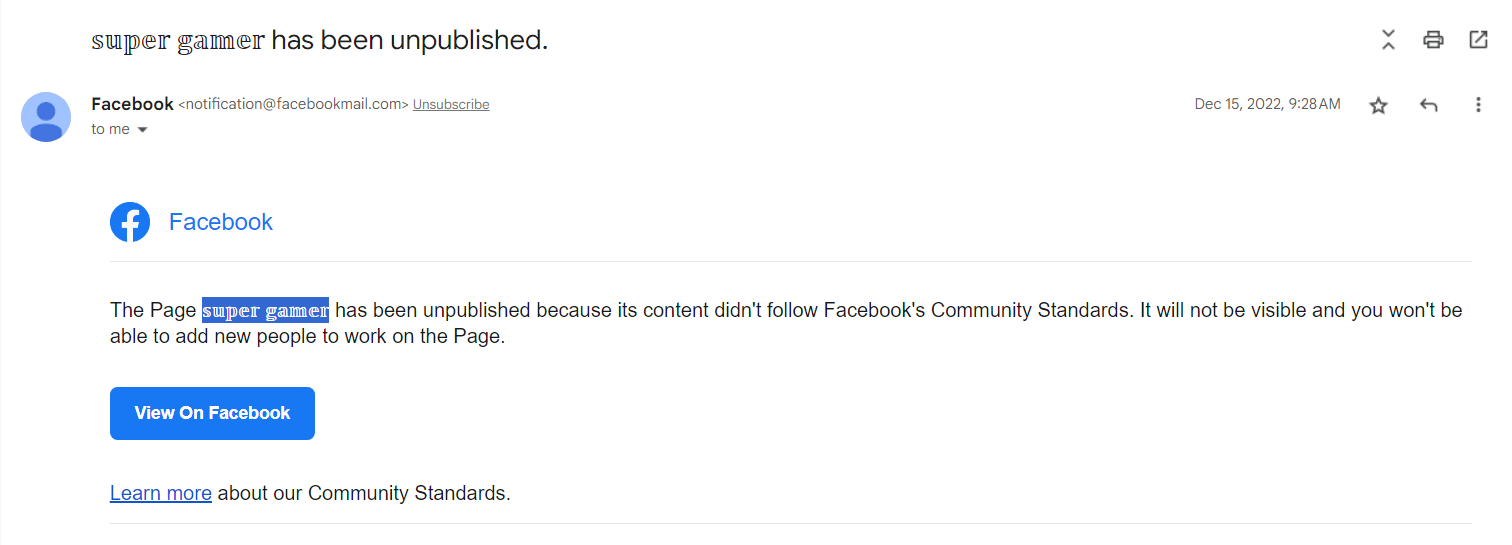 𝕤𝕦𝕡𝕖𝕣 𝕘𝕒𝕞𝕖𝕣 has been unpublished.
Facebook <notification@facebookmail.com> Unsubscribe
Dec 15, 2022, 9:28 AM
to me
Facebook
The Page 𝕤𝕦𝕡𝕖𝕣 𝕘𝕒𝕞𝕖𝕣 has been unpublished because its content didn't follow Facebook's Community Standards. It will not be visible and you won't be
able to add new people to work on the Page.
View On Facebook
Learn more about our Community Standards.